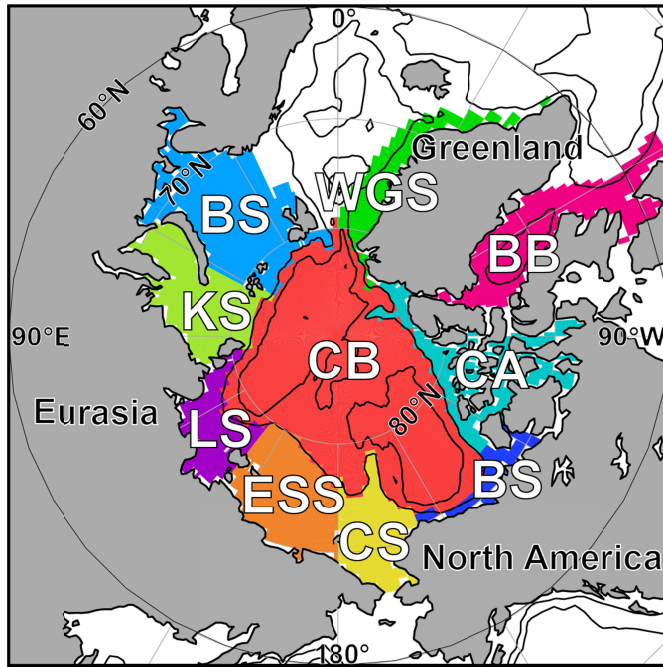 0°
60°N
Greenland
70°N
WGS
BS
BB
KS
90°E
CB
90°W
CA
80°N
Eurasia
LS
BS
ESS
CS
North America
180°